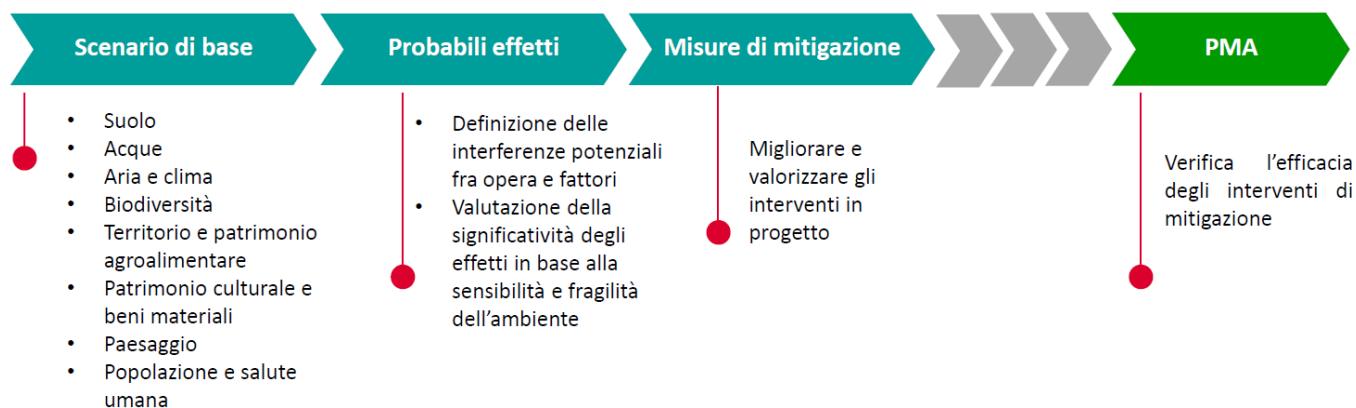 Scenario di base
Probabili effetti
Misure di mitigazione
PMA
• Suolo
• Acque
• Aria e clima
• Biodiversità
• Territorio e patrimonio
agroalimentare
• Patrimonio culturale e
beni materiali
• Paesaggio
• Popolazione e salute
umana
• Definizione delle
interferenze potenziali
fra opera e fattori
• Valutazione della
significatività degli
effetti in base alla
sensibilità e fragilità
dell'ambiente
Migliorare e
valorizzare gli
interventi in
progetto
Verifica l'efficacia
degli interventi di
mitigazione